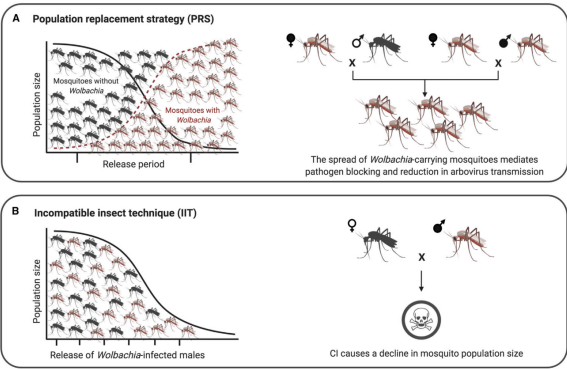 A
Population replacement strategy (PRS)
Population size
Mosquitoes without
Wolbachia
Mosquitoes with
Wolbachia
Release period
X
X
The spread of Wolbachia-carrying mosquitoes mediates
pathogen blocking and reduction in arbovirus transmission
B
Incompatible insect technique (IIT)
Population size
Release of Wolbachia-infected males
X
CI causes a decline in mosquito population size